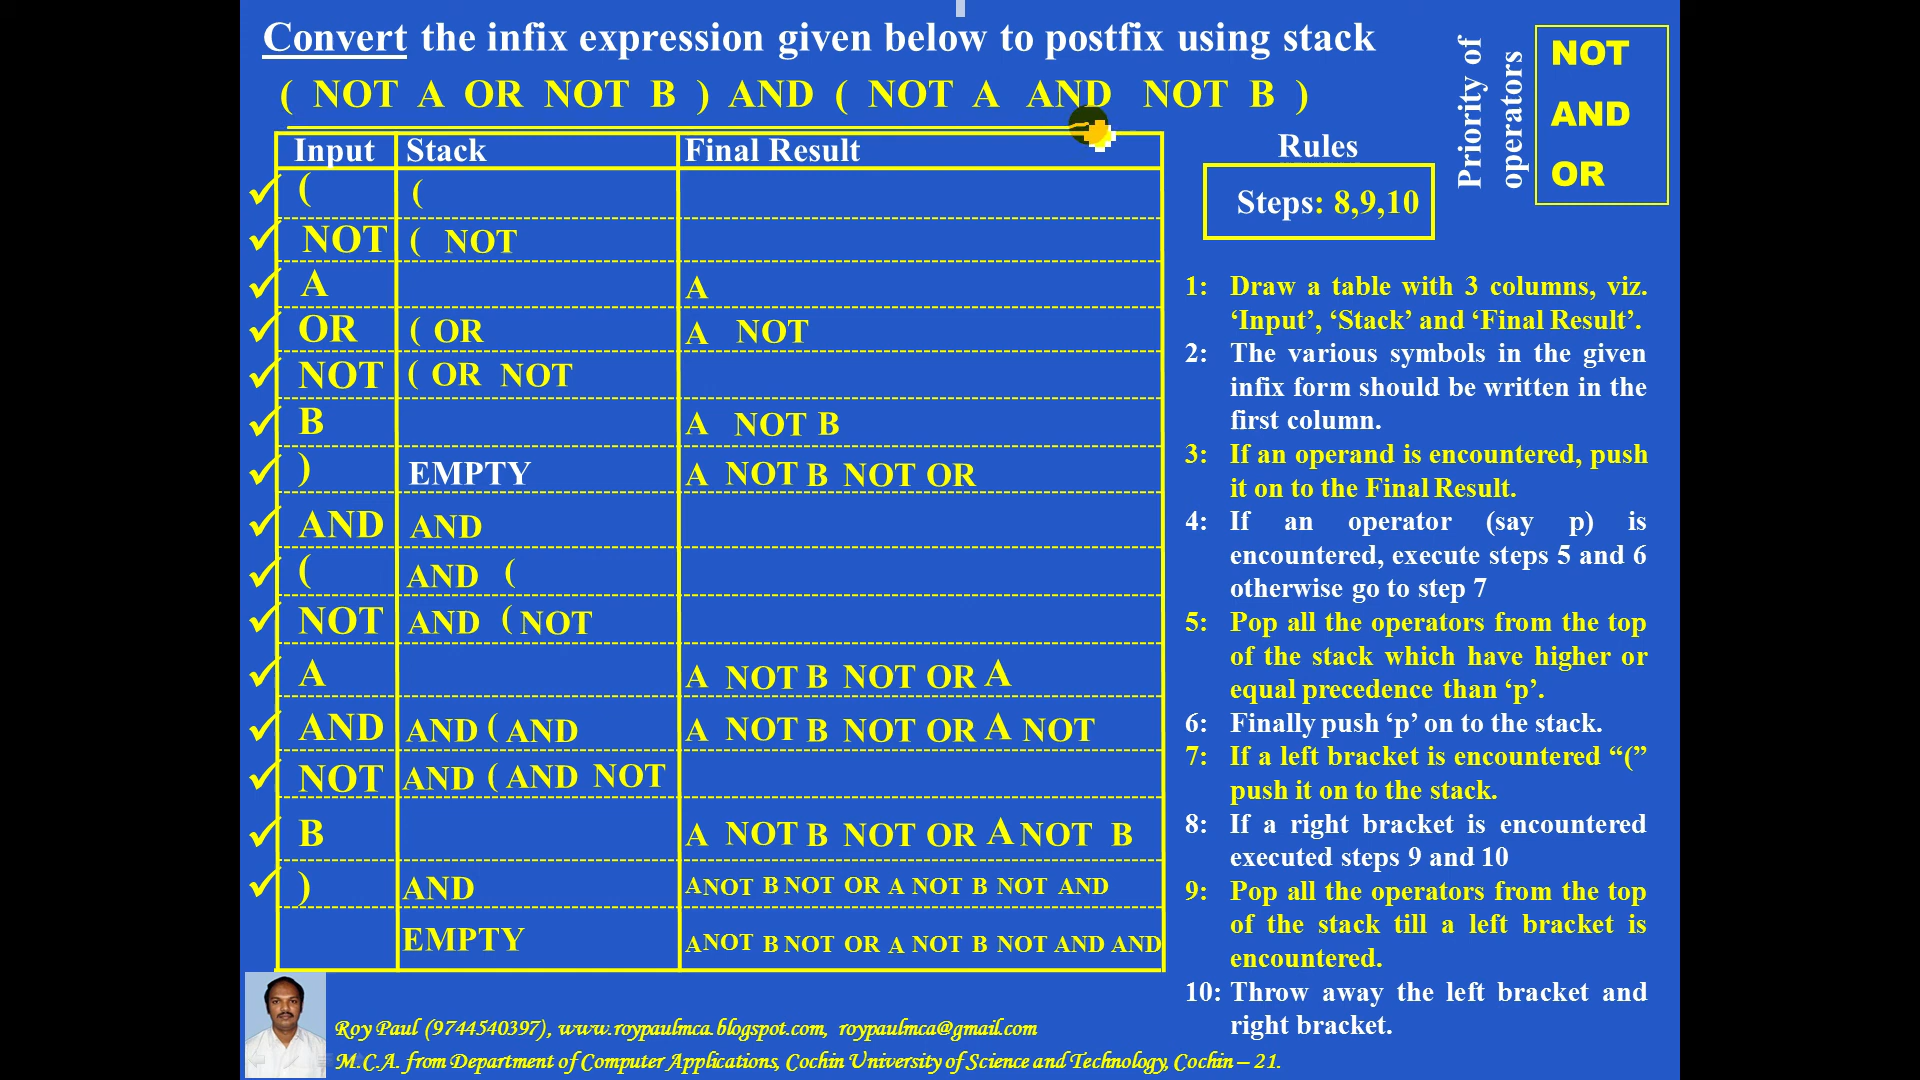 Convert the infix expression given below to postfix using stack
( NOT A OR NOT B ) AND ( NOT A AND NOT B )
Priority of
operators
NOT
AND
OR
Input Stack Final Result
( (
NOT ( NOT
A A
OR ( OR A NOT
NOT ( OR NOT
B A NOT B
) EMPTY A NOT B NOT OR
AND AND
( AND (
NOT AND ( NOT
A A NOT B NOT OR A
AND AND ( AND A NOT B NOT OR A NOT
NOT AND ( AND NOT
B A NOT B NOT OR A NOT B
) AND A NOT B NOT OR A NOT B NOT AND
EMPTY A NOT B NOT OR A NOT B NOT AND AND
Rules
Steps: 8,9,10
1: Draw a table with 3 columns, viz.
‘Input’, ‘Stack’ and ‘Final Result’.
2: The various symbols in the given
infix form should be written in the
first column.
3: If an operand is encountered, push
it on to the Final Result.
4: If an operator (say p) is
encountered, execute steps 5 and 6
otherwise go to step 7
5: Pop all the operators from the top
of the stack which have higher or
equal precedence than ‘p’.
6: Finally push ‘p’ on to the stack.
7: If a left bracket is encountered “(”
push it on to the stack.
8: If a right bracket is encountered
executed steps 9 and 10
9: Pop all the operators from the top
of the stack till a left bracket is
encountered.
10: Throw away the left bracket and
right bracket.
Roy Paul (9744540397), www.roypaulmca.blogspot.com, roypaulmca@gmail.com
M.C.A. from Department of Computer Applications, Cochin University of Science and Technology, Cochin – 21.